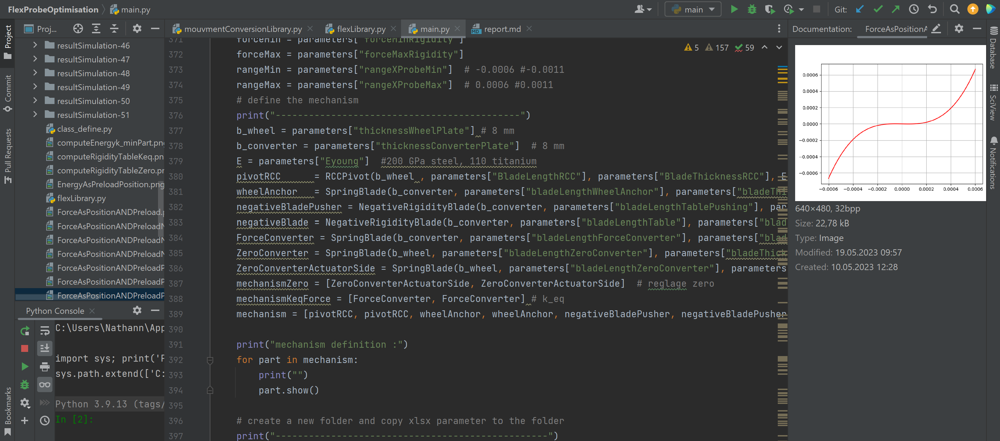 FlexProbeOptimisation
main.py
main
Git:
Project
Commit
Pull Requests
Bookmarks
Proj...
resultSimulation-46
resultSimulation-47
resultSimulation-48
resultSimulation-49
resultSimulation-50
resultSimulation-51
class_define.py
computeEnergyk_minPart.png
computeRigidityTableKeq.pn
computeRigidityTableZero.pr
EnergyAsPreloadPosition.png
flexLibrary.py
ForceAsPositionANDPreload.p
ForceAsPositionANDPreloadN
ForceAsPositionANDPreloadN
ForceAsPositionANDPreloadN
ForceAsPositionANDPreloadP
ForceAsPositionANDPreloadP
ForceAsPositionANDPreloadP
Python Console
C:\Users\Nathann\App
import sys; print('P
sys.path.extend(['C:
Python 3.9.13 (tags/
In [2]:
mouvmentConversionLibrary.py
flexLibrary.py
main.py
report.md
5 157 59
371 forceMin = parameters["forceMinRigidity"]
372 forceMax = parameters["forceMaxRigidity"]
373 rangeMin = parameters["rangeXProbeMin"]  # -0.0006 #-0.0011
374 rangeMax = parameters["rangeXProbeMax"]  # 0.0006 #0.0011
375 # define the mechanism
376 print("--------------------------------------------")
377 b_wheel = parameters["thicknessWheelPlate"] # 8 mm
378 b_converter = parameters["thicknessConverterPlate"]  # 8 mm
379 E = parameters["Eyoung"]  #200 GPa steel, 110 titanium
380 pivotRCC      = RCCPivot(b_wheel , parameters["BladeLengthRCC"], parameters["BladeThicknessRCC"], E
381 wheelAnchor   = SpringBlade(b_converter, parameters["bladeLengthWheelAnchor"], parameters["bladeThi
382 negativeBladePusher = NegativeRigidityBlade(b_converter, parameters["bladeLengthTablePushing"], par
383 negativeBlade = NegativeRigidityBlade(b_converter, parameters["bladeLengthTable"], parameters["blad
384 ForceConverter = SpringBlade(b_converter, parameters["bladeLengthForceConverter"], parameters["blad
385 ZeroConverter = SpringBlade(b_wheel, parameters["bladeLengthZeroConverter"], parameters["bladeThick
386 ZeroConverterActuatorSide = SpringBlade(b_wheel, parameters["bladeLengthZeroConverter"], parameters
387 mechanismZero = [ZeroConverterActuatorSide, ZeroConverterActuatorSide]  # reglage zero
388 mechanismKeqForce = [ForceConverter, ForceConverter] # k_eq
389 mechanism = [pivotRCC, pivotRCC, wheelAnchor, wheelAnchor, negativeBladePusher, negativeBladePusher
390
391 print("mechanism definition :")
392 for part in mechanism:
393     print("")
394     part.show()
395
396 # create a new folder and copy xlsx parameter to the folder
397 print("-------------------------------------------------")
Documentation:
ForceAsPositionA
0.0006
0.0004
0.0002
0.0000
−0.0002
−0.0004
−0.0006
−0.0006 −0.0004 −0.0002 0.0000 0.0002 0.0004 0.0006
640×480, 32bpp
Size: 22,78 kB
Type: Image
Modified: 19.05.2023 09:57
Created: 10.05.2023 12:28
Database
SciView
Notifications